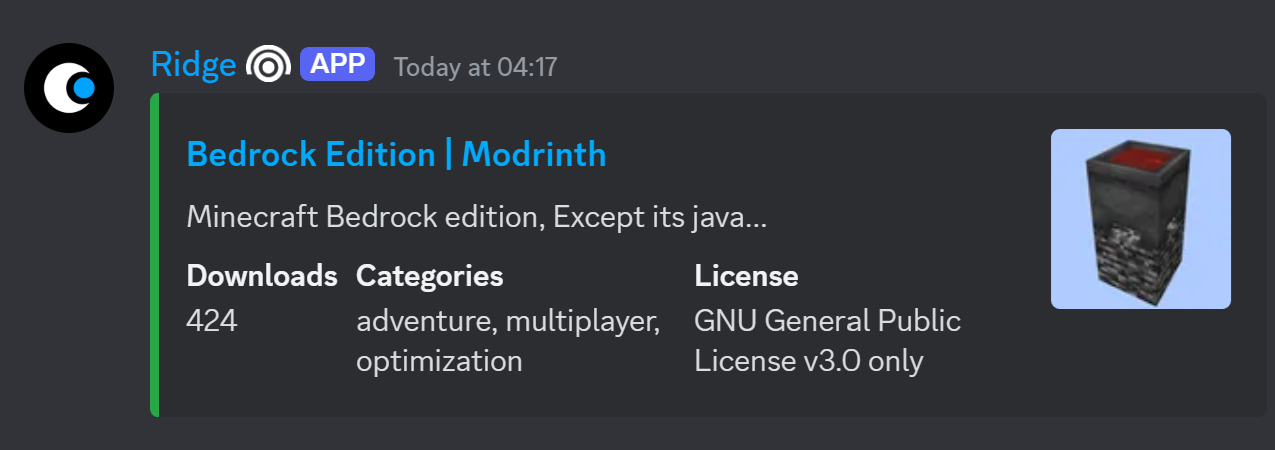 Ridge APP Today at 04:17
Bedrock Edition | Modrinth
Minecraft Bedrock edition, Except its java...
Downloads Categories License
424 adventure, multiplayer, GNU General Public
optimization License v3.0 only